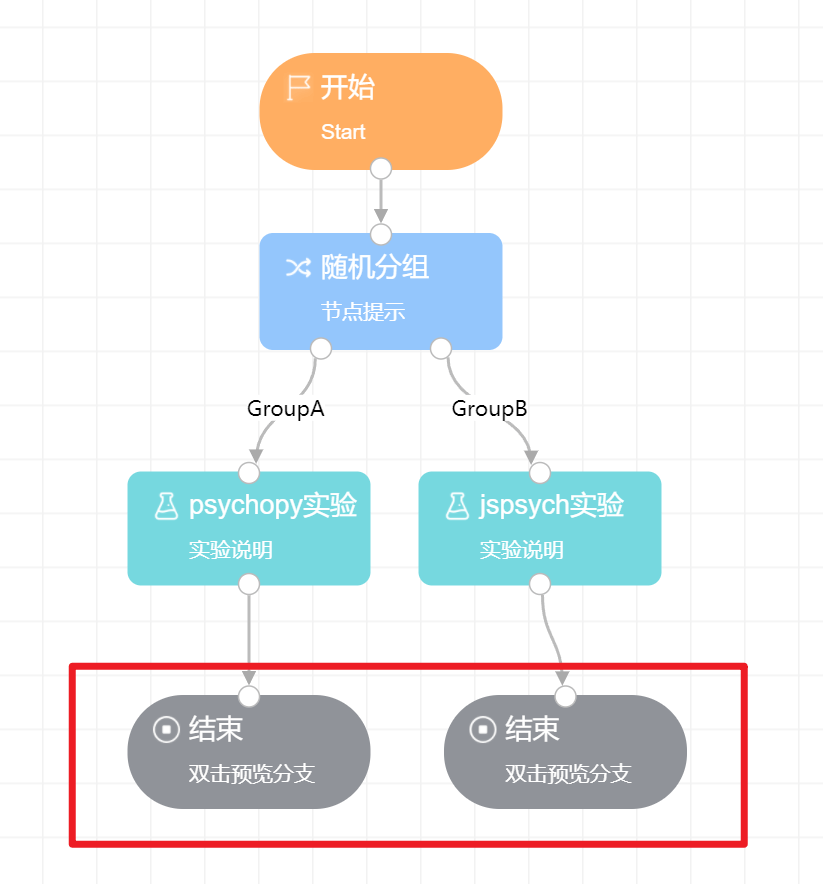 开始
Start
随机分组
节点提示
GroupA
GroupB
psychopy实验
实验说明
jspsych实验
实验说明
结束
双击预览分支
结束
双击预览分支